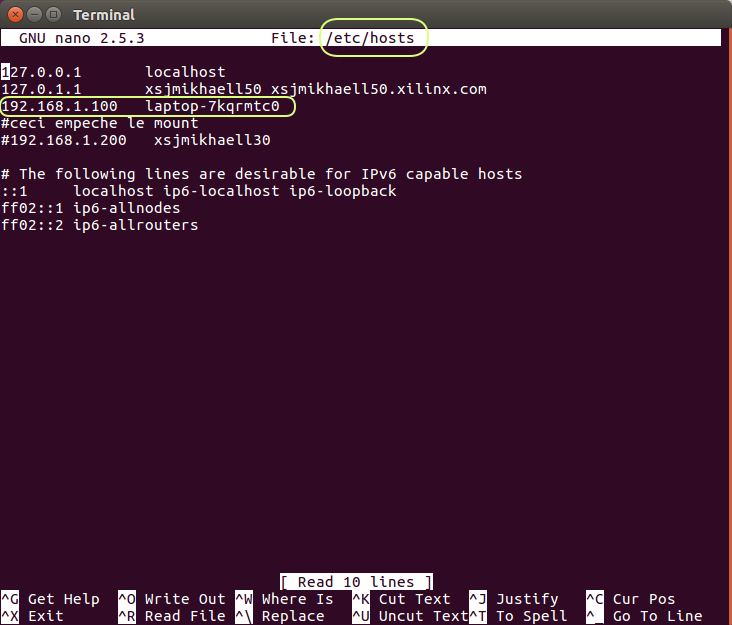 Terminal
GNU nano 2.5.3 File: /etc/hosts
127.0.0.1 localhost
127.0.1.1 xsjmikhaell50 xsjmikhaell50.xilinx.com
192.168.1.100 laptop-7kqrmtc0
#ceci empeche le mount
#192.168.1.200 xsjmikhaell30
# The following lines are desirable for IPv6 capable hosts
::1 localhost ip6-localhost ip6-loopback
ff02::1 ip6-allnodes
ff02::2 ip6-allrouters
[ Read 10 lines ]
^G Get Help ^O Write Out ^W Where Is ^K Cut Text ^J Justify ^C Cur Pos
^X Exit ^R Read File ^\ Replace ^U Uncut Text^T To Spell ^_ Go To Line